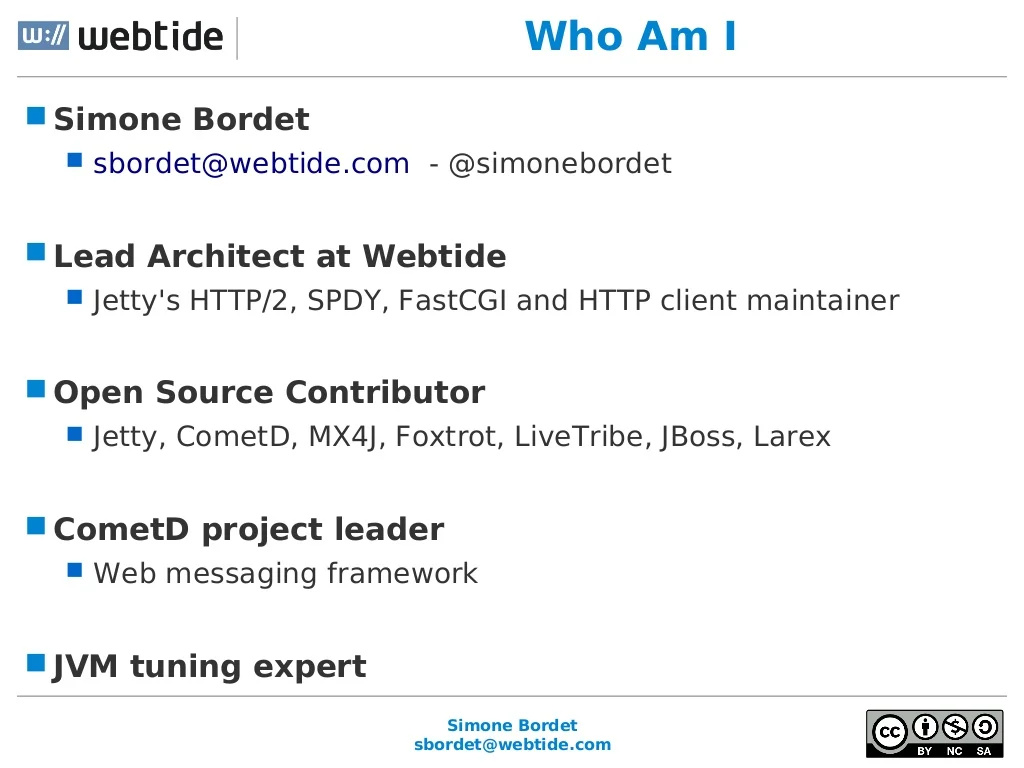 w:// webtide
Who Am I
Simone Bordet
sbordet@webtide.com - @simonebordet
Lead Architect at Webtide
Jetty's HTTP/2, SPDY, FastCGI and HTTP client maintainer
Open Source Contributor
Jetty, CometD, MX4J, Foxtrot, LiveTribe, JBoss, Larex
CometD project leader
Web messaging framework
JVM tuning expert
Simone Bordet
sbordet@webtide.com
cc
BY NC SA